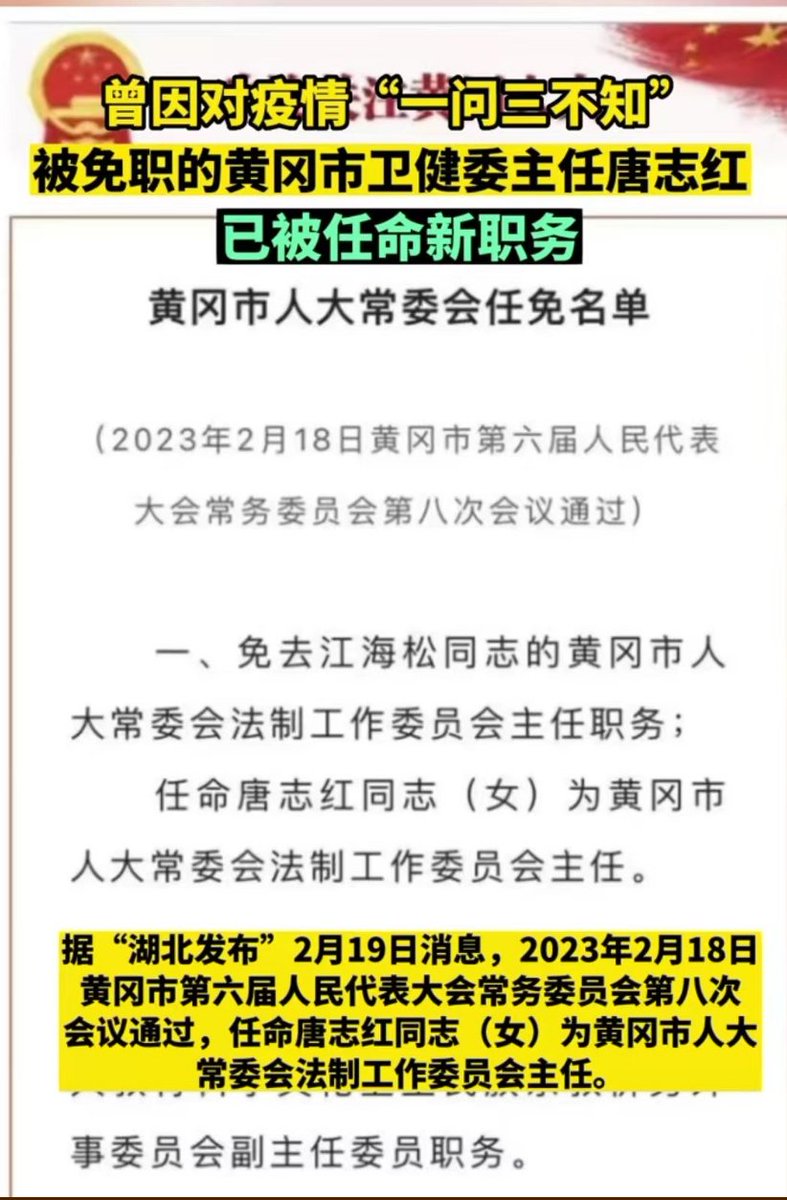 曾因对疫情“一问三不知”
被免职的黄冈市卫健委主任唐志红
已被任命新职务
黄冈市人大常委会任免名单
（2023年2月18日黄冈市第六届人民代表
大会常务委员会第八次会议通过）
一、免去江海松同志的黄冈市人
大常委会法制工作委员会主任职务；
任命唐志红同志（女）为黄冈市
人大常委会法制工作委员会主任。
据“湖北发布”2月19日消息，2023年2月18日
黄冈市第六届人民代表大会常务委员会第八次
会议通过，任命唐志红同志（女）为黄冈市人大
常委会法制工作委员会主任。
事委员会副主任委员职务。